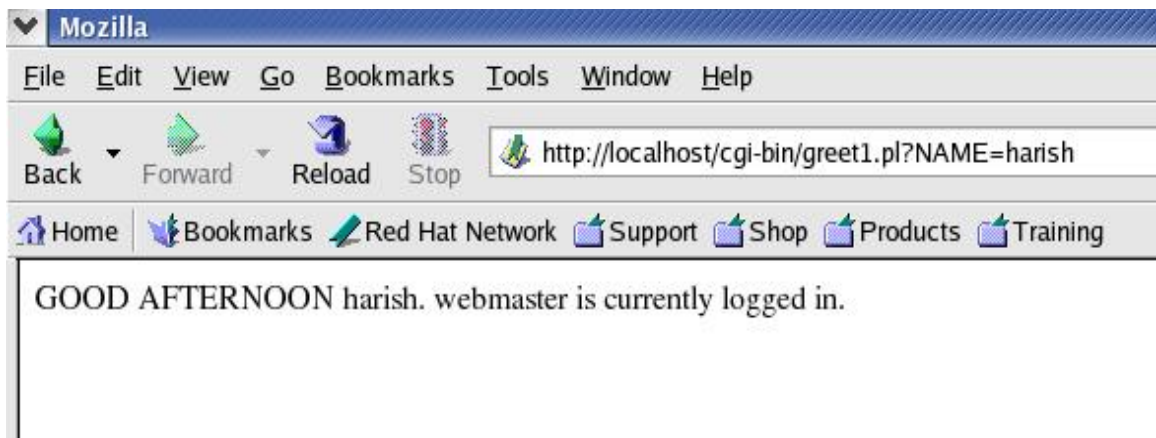 Mozilla
File Edit View Go Bookmarks Tools Window Help
Back Forward Reload Stop http://localhost/cgi-bin/greet1.pl?NAME=harish
Home Bookmarks Red Hat Network Support Shop Products Training
GOOD AFTERNOON harish. webmaster is currently logged in.